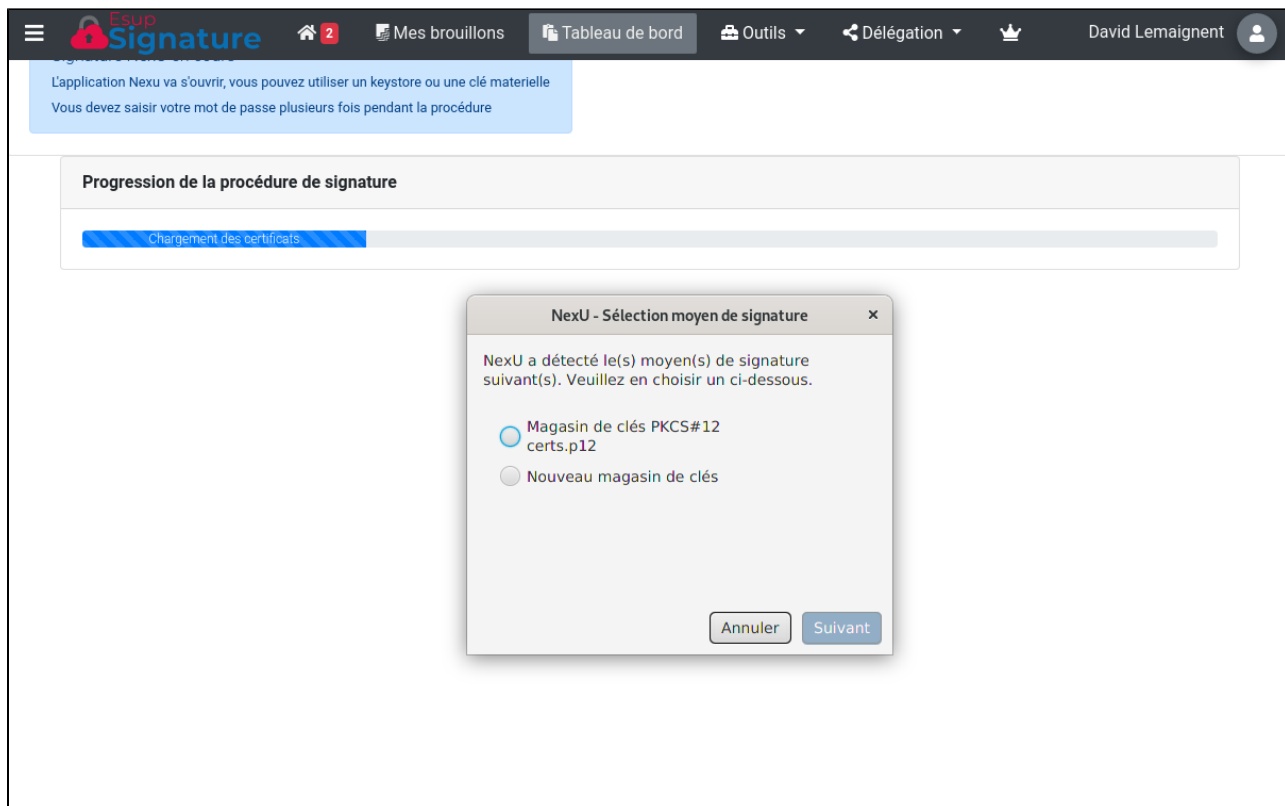 Esup
Signature
2
Mes brouillons
Tableau de bord
Outils
Délégation
David Lemaignent
L'application Nexu va s'ouvrir, vous pouvez utiliser un keystore ou une clé materielle
Vous devez saisir votre mot de passe plusieurs fois pendant la procédure
Progression de la procédure de signature
Chargement des certificats
NexU - Sélection moyen de signature
NexU a détecté le(s) moyen(s) de signature
suivant(s). Veuillez en choisir un ci-dessous.
Magasin de clés PKCS#12
certs.p12
Nouveau magasin de clés
Annuler
Suivant